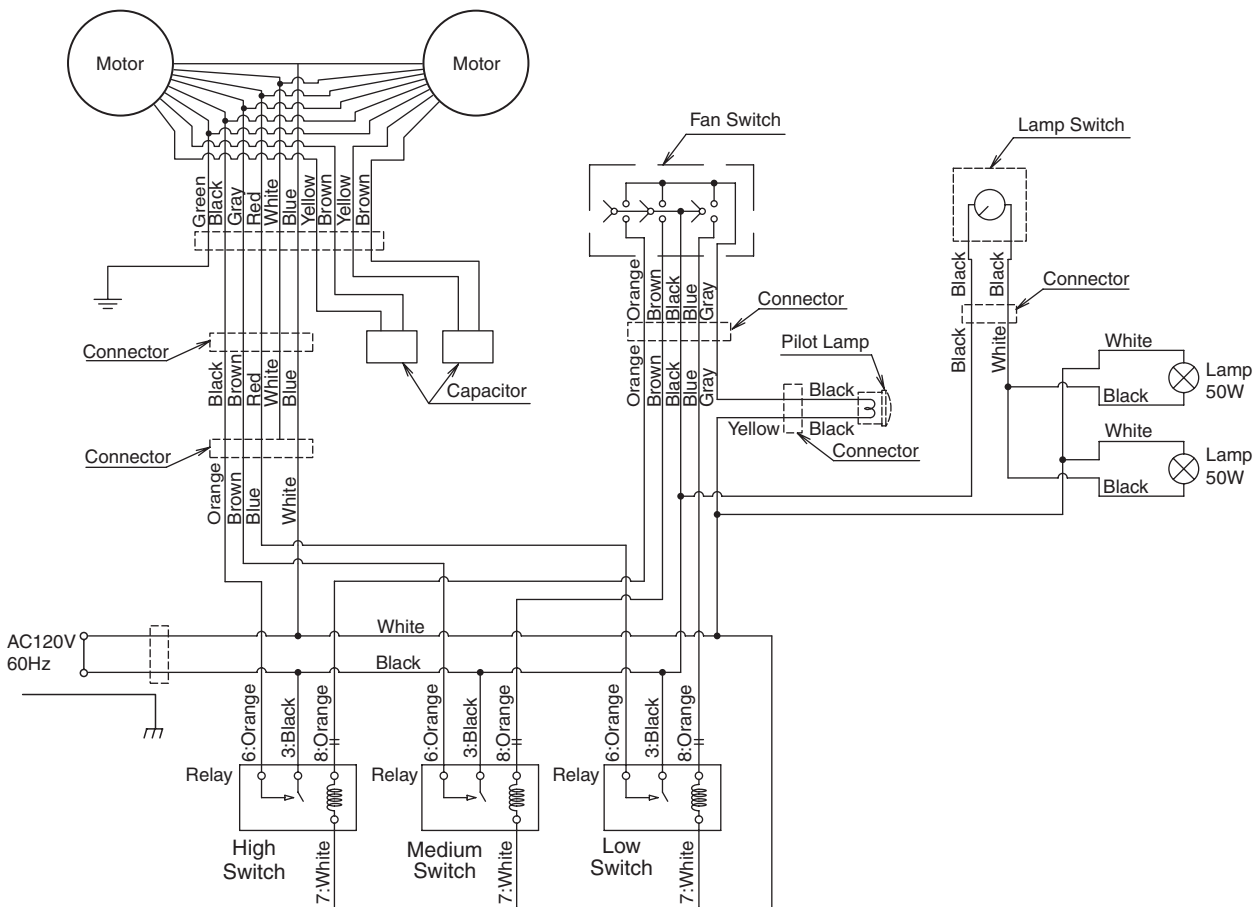 Motor
Motor
Fan Switch
Lamp Switch
Green
Black
Gray
Red
White
Blue
Yellow
Brown
Yellow
Brown
Orange
Brown
Black
Blue
Gray
Black
Black
Connector
Connector
Connector
Black
Brown
Red
White
Blue
Capacitor
Orange
Brown
Black
Blue
Gray
Pilot Lamp
Black
Yellow
Black
Connector
Black
White
White
Black
Lamp
50W
White
Black
Lamp
50W
Connector
Orange
Brown
Blue
White
AC120V
60Hz
White
Black
6:Orange
3:Black
8:Orange
6:Orange
3:Black
8:Orange
6:Orange
3:Black
8:Orange
Relay
Relay
Relay
High
Switch
7:White
Medium
Switch
7:White
Low
Switch
7:White